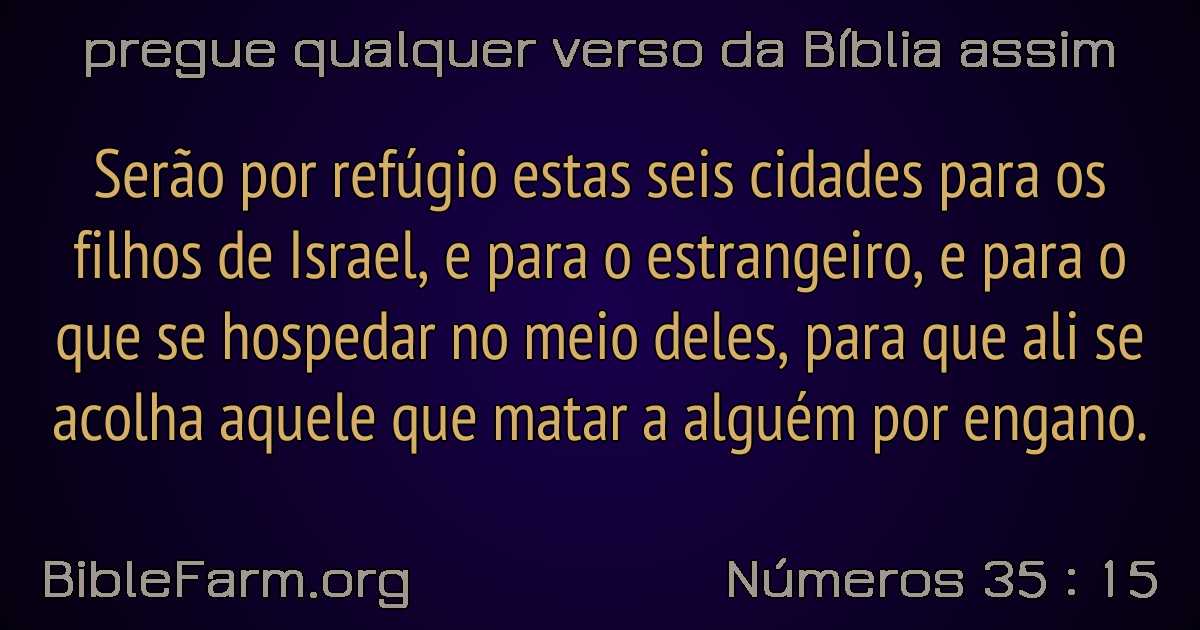 pregue qualquer verso da Bíblia assim
Serão por refúgio estas seis cidades para os
filhos de Israel, e para o estrangeiro, e para o
que se hospedar no meio deles, para que ali se
acolha aquele que matar a alguém por engano.
BibleFarm.org
Números 35 : 15